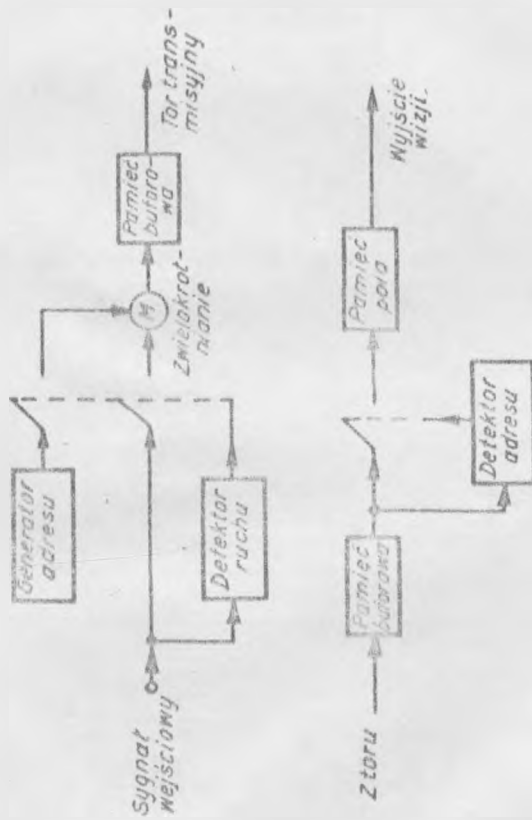 Generator
adresu
Sygnał
wejściowy
Detektor
ruchu
M
Zwielokrot-
nianie
Pamięć
buforo-
wa
Tor trans-
misyjny
Z toru
Pamięć
buforowa
Detektor
adresu
Pamięć
pola
Wyjście
wizji.